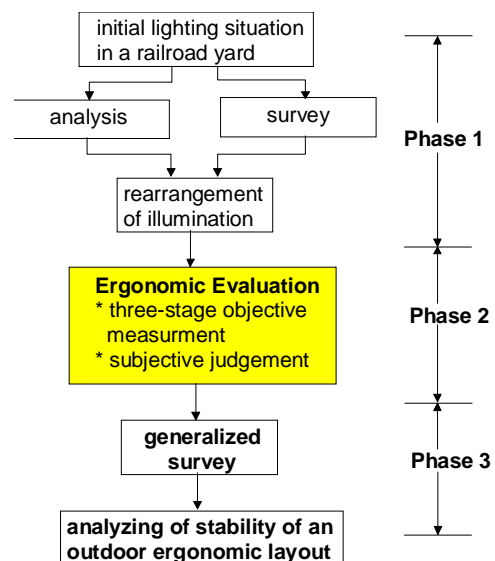 initial lighting situation
in a railroad yard
analysis
survey
Phase 1
rearrangement
of illumination
Ergonomic Evaluation
* three-stage objective
measurment
* subjective judgement
Phase 2
generalized
survey
Phase 3
analyzing of stability of an
outdoor ergonomic layout